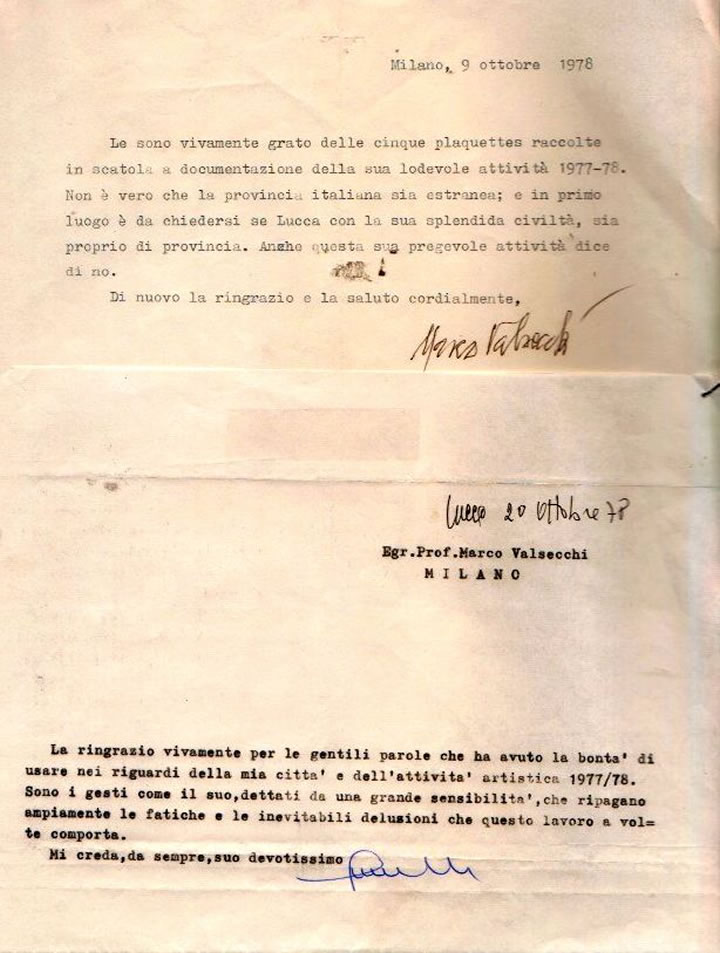 Milano, 9 ottobre 1978
Le sono vivamente grato delle cinque plaquettes raccolte
in scatola a documentazione della sua lodevole attività 1977-78.
Non è vero che la provincia italiana sia estranea; e in primo
luogo è da chiedersi se Lucca con la sua splendida civiltà, sia
proprio di provincia. Anche questa sua pregevole attività dice
di no.
Di nuovo la ringrazio e la saluto cordialmente,
Marco Valsecchi
Lucca 20 Ottobre 78
Egr.Prof.Marco Valsecchi
MILANO
La ringrazio vivamente per le gentili parole che ha avuto la bonta' di
usare nei riguardi della mia citta' e dell'attivita' artistica 1977/78.
Sono i gesti come il suo,dettati da una grande sensibilita',che ripagano
ampiamente le fatiche e le inevitabili delusioni che questo lavoro a vol=
te comporta.
Mi creda,da sempre,suo devotissimo